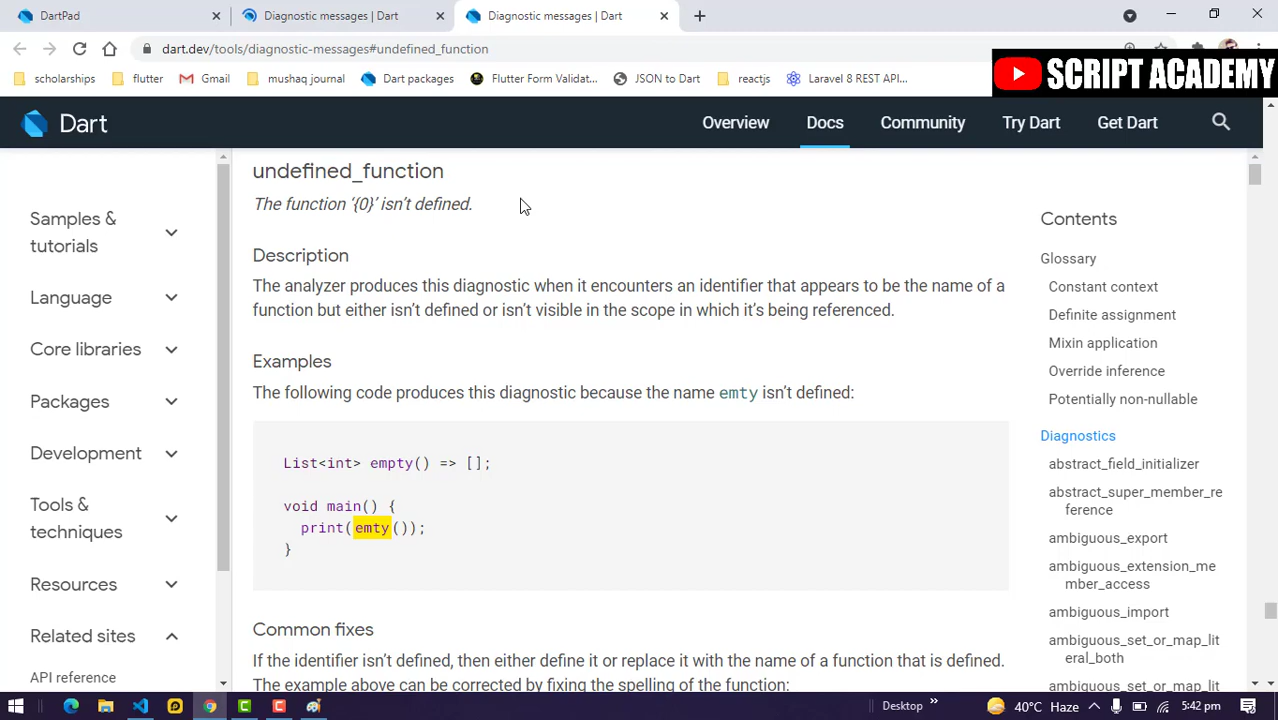 DartPad
Diagnostic messages | Dart
Diagnostic messages | Dart
dart.dev/tools/diagnostic-messages#undefined_function
scholarships
flutter
Gmail
mushaq journal
Dart packages
Flutter Form Validat...
JSON to Dart
reactjs
Laravel 8 REST API...
SCRIPT ACADEMY
Dart
Overview
Docs
Community
Try Dart
Get Dart
Samples &
tutorials
Language
Core libraries
Packages
Development
Tools &
techniques
Resources
Related sites
API reference
undefined_function
The function ‘{0}’ isn’t defined.
Description
The analyzer produces this diagnostic when it encounters an identifier that appears to be the name of a
function but either isn’t defined or isn’t visible in the scope in which it’s being referenced.
Examples
The following code produces this diagnostic because the name emty isn’t defined:
List<int> empty() => [];
void main() {
print(emty());
}
Common fixes
If the identifier isn’t defined, then either define it or replace it with the name of a function that is defined.
The example above can be corrected by fixing the spelling of the function:
Contents
Glossary
Constant context
Definite assignment
Mixin application
Override inference
Potentially non-nullable
Diagnostics
abstract_field_initializer
abstract_super_member_re
ference
ambiguous_export
ambiguous_extension_me
mber_access
ambiguous_import
ambiguous_set_or_map_lit
eral_both
ambiguous_set_or_map_lit
Desktop
40°C Haze
5:42 pm